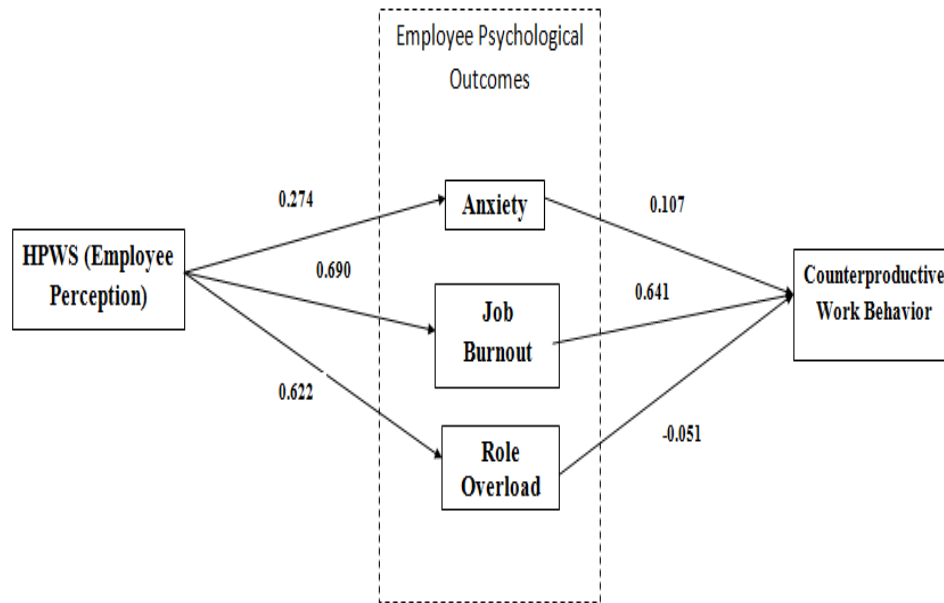 Employee Psychological
Outcomes
0.274
Anxiety
0.107
HPWS (Employee
Perception)
0.690
Job
Burnout
0.641
Counterproductive
Work Behavior
0.622
Role
Overload
-0.051